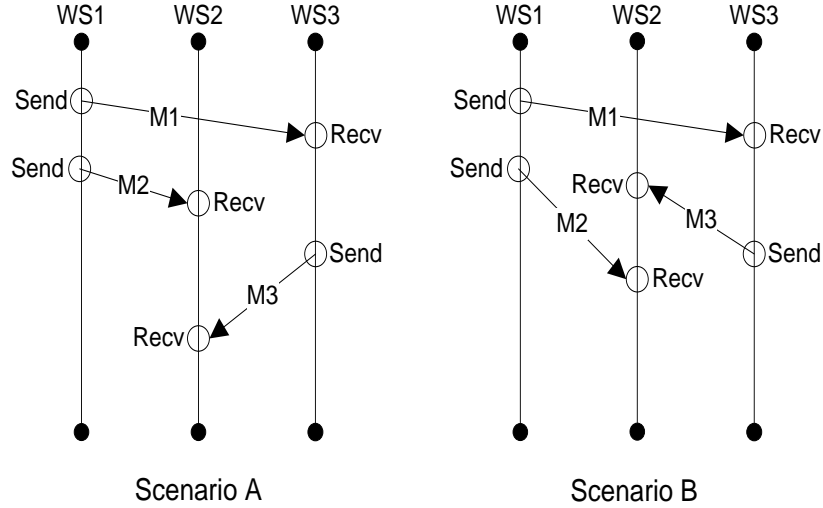 WS1 WS2 WS3
Send M1 Recv
Send M2 Recv
Send
M3
Recv
Scenario A
WS1 WS2 WS3
Send M1 Recv
Send Recv
M2 M3
Send
Recv
Scenario B